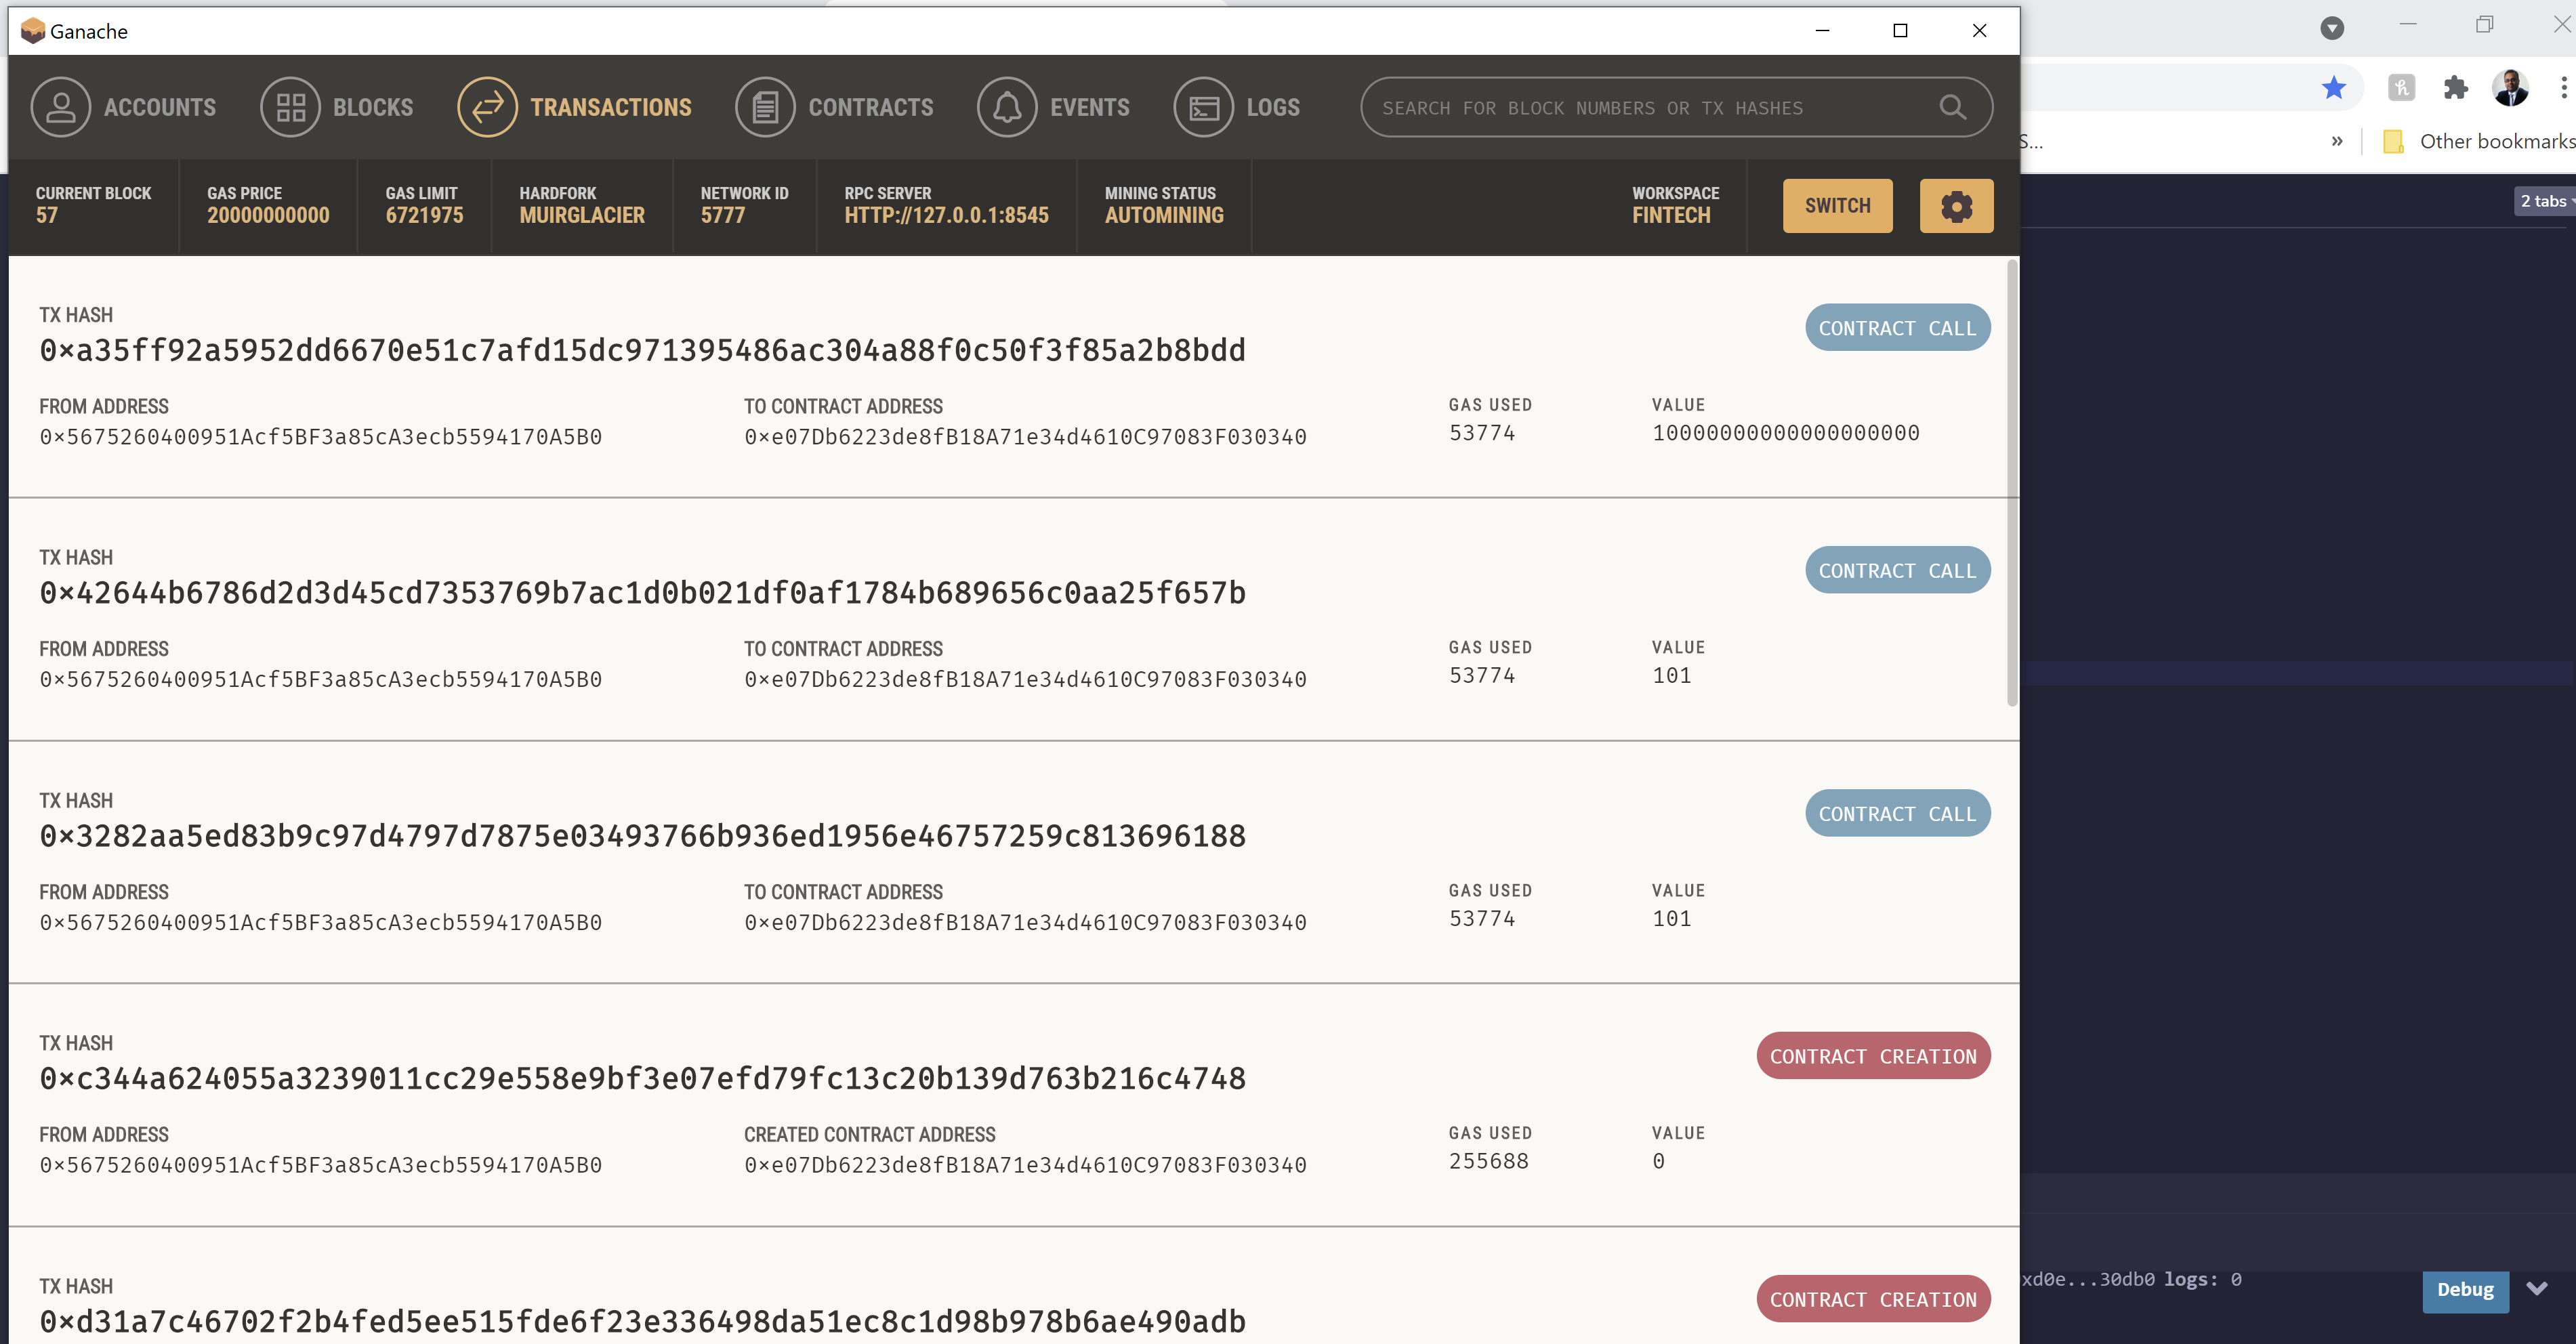 Ganache
ACCOUNTS BLOCKS TRANSACTIONS CONTRACTS EVENTS LOGS SEARCH FOR BLOCK NUMBERS OR TX HASHES
S... » Other bookmarks
CURRENT BLOCK GAS PRICE GAS LIMIT HARDFORK NETWORK ID RPC SERVER MINING STATUS WORKSPACE
57 20000000000 6721975 MUIRGLACIER 5777 HTTP://127.0.0.1:8545 AUTOMINING FINTECH SWITCH
2 tabs
TX HASH
0×a35ff92a5952dd6670e51c7afd15dc971395486ac304a88f0c50f3f85a2b8bdd
CONTRACT CALL
FROM ADDRESS TO CONTRACT ADDRESS GAS USED VALUE
0×5675260400951Acf5BF3a85cA3ecb5594170A5B0 0×e07Db6223de8fB18A71e34d4610C97083F030340 53774 10000000000000000000
TX HASH
0×42644b6786d2d3d45cd7353769b7ac1d0b021df0af1784b689656c0aa25f657b
CONTRACT CALL
FROM ADDRESS TO CONTRACT ADDRESS GAS USED VALUE
0×5675260400951Acf5BF3a85cA3ecb5594170A5B0 0×e07Db6223de8fB18A71e34d4610C97083F030340 53774 101
TX HASH
0×3282aa5ed83b9c97d4797d7875e03493766b936ed1956e46757259c813696188
CONTRACT CALL
FROM ADDRESS TO CONTRACT ADDRESS GAS USED VALUE
0×5675260400951Acf5BF3a85cA3ecb5594170A5B0 0×e07Db6223de8fB18A71e34d4610C97083F030340 53774 101
TX HASH
0×c344a624055a3239011cc29e558e9bf3e07efd79fc13c20b139d763b216c4748
CONTRACT CREATION
FROM ADDRESS CREATED CONTRACT ADDRESS GAS USED VALUE
0×5675260400951Acf5BF3a85cA3ecb5594170A5B0 0×e07Db6223de8fB18A71e34d4610C97083F030340 255688 0
TX HASH
0×d31a7c46702f2b4fed5ee515fde6f23e336498da51ec8c1d98b978b6ae490adb
CONTRACT CREATION
xd0e...30db0 logs: 0 Debug